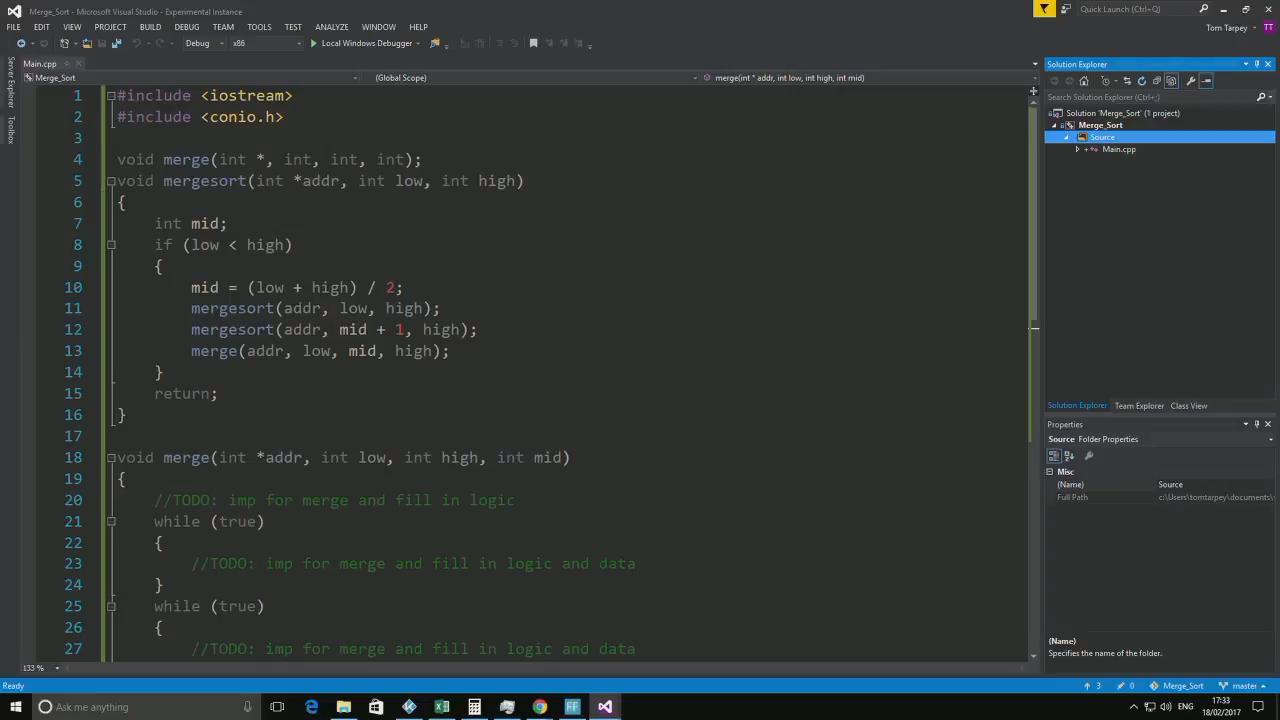 Merge_Sort - Microsoft Visual Studio - Experimental Instance
Quick Launch (Ctrl+Q)
FILE EDIT VIEW PROJECT BUILD DEBUG TEAM TOOLS TEST ANALYZE WINDOW HELP
Tom Tarpey TT
Debug x86 Local Windows Debugger
Server Explorer
Toolbox
Main.cpp
Merge_Sort (Global Scope) merge(int * addr, int low, int high, int mid)
1 #include <iostream>
2 #include <conio.h>
3
4 void merge(int *, int, int, int);
5 void mergesort(int *addr, int low, int high)
6 {
7 int mid;
8 if (low < high)
9 {
10 mid = (low + high) / 2;
11 mergesort(addr, low, high);
12 mergesort(addr, mid + 1, high);
13 merge(addr, low, mid, high);
14 }
15 return;
16 }
17
18 void merge(int *addr, int low, int high, int mid)
19 {
20 //TODO: imp for merge and fill in logic
21 while (true)
22 {
23 //TODO: imp for merge and fill in logic and data
24 }
25 while (true)
26 {
27 //TODO: imp for merge and fill in logic and data
133 %
Solution Explorer
Search Solution Explorer (Ctrl+;)
Solution 'Merge_Sort' (1 project)
Merge_Sort
Source
Main.cpp
Solution Explorer Team Explorer Class View
Properties
Source Folder Properties
Misc
(Name) Source
Full Path c:\Users\tomtarpey\documents\
(Name)
Specifies the name of the folder.
Ready 3 0 Merge_Sort master
Ask me anything
FF
ENG
17:33
18/02/2017